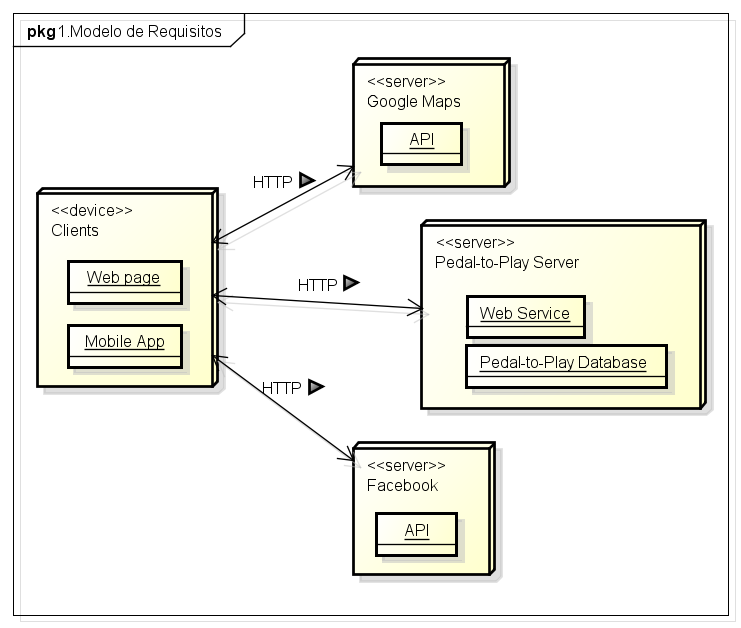 pkg 1.Modelo de Requisitos
<<server>>
Google Maps
API
HTTP
<<device>>
Clients
Web page
Mobile App
HTTP
<<server>>
Pedal-to-Play Server
Web Service
Pedal-to-Play Database
HTTP
<<server>>
Facebook
API